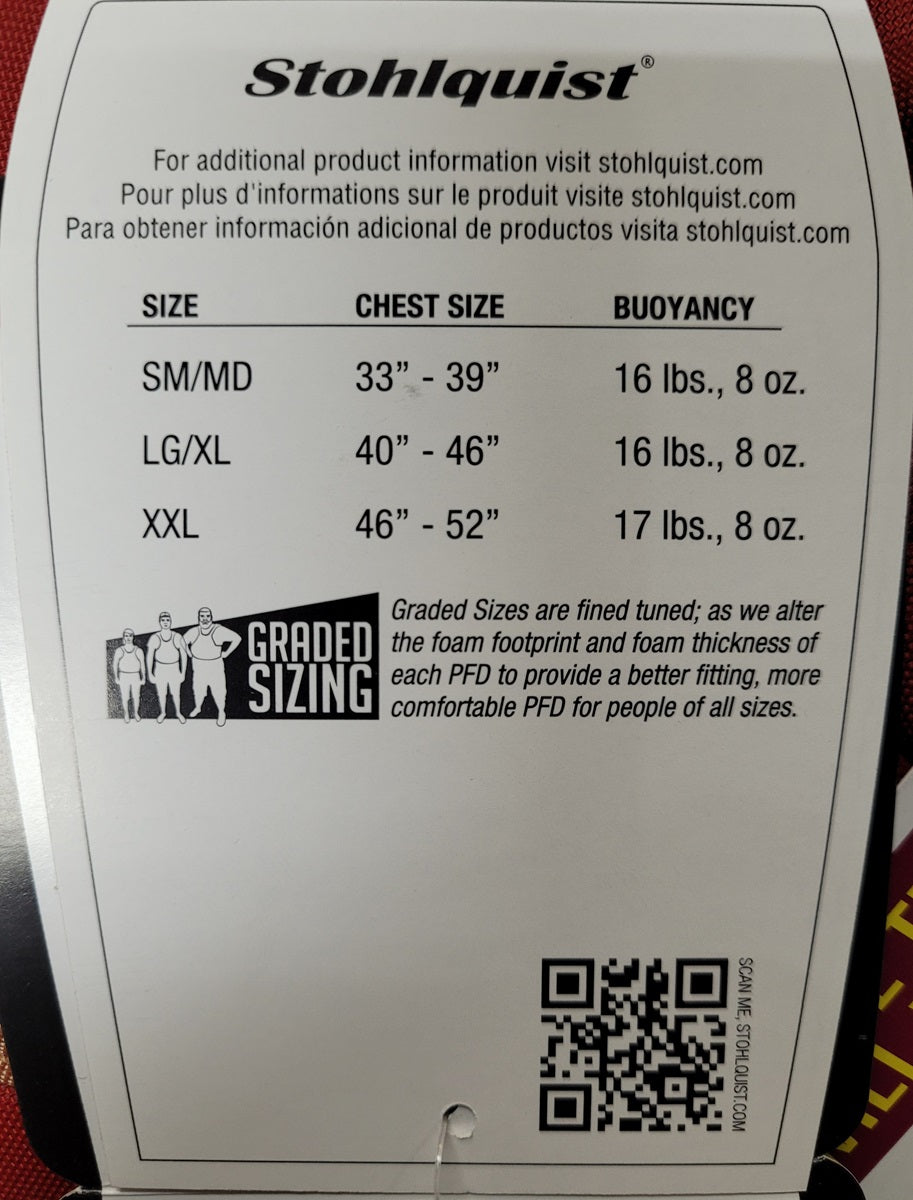 Stohlquist®
For additional product information visit stohlquist.com
Pour plus d'informations sur le produit visite stohlquist.com
Para obtener información adicional de productos visita stohlquist.com
SIZE CHEST SIZE BUOYANCY
SM/MD 33” - 39” 16 lbs., 8 oz.
LG/XL 40” - 46” 16 lbs., 8 oz.
XXL 46” - 52” 17 lbs., 8 oz.
GRADED
SIZING
Graded Sizes are fined tuned; as we alter
the foam footprint and foam thickness of
each PFD to provide a better fitting, more
comfortable PFD for people of all sizes.
SCAN ME, STOHLQUIST.COM